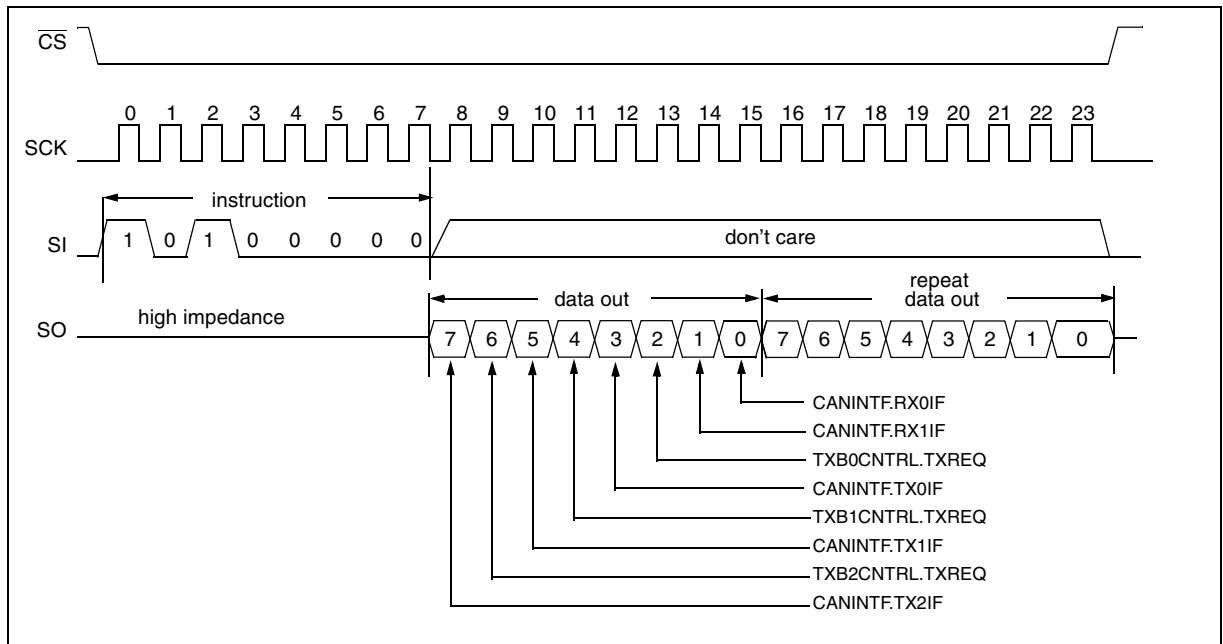 CS
0 1 2 3 4 5 6 7 8 9 10 11 12 13 14 15 16 17 18 19 20 21 22 23
SCK
instruction
SI 1 0 1 0 0 0 0 0 don't care
repeat
data out data out
SO high impedance 7 6 5 4 3 2 1 0 7 6 5 4 3 2 1 0
CANINTF.RX0IF
CANINTF.RX1IF
TXB0CNTRL.TXREQ
CANINTF.TX0IF
TXB1CNTRL.TXREQ
CANINTF.TX1IF
TXB2CNTRL.TXREQ
CANINTF.TX2IF